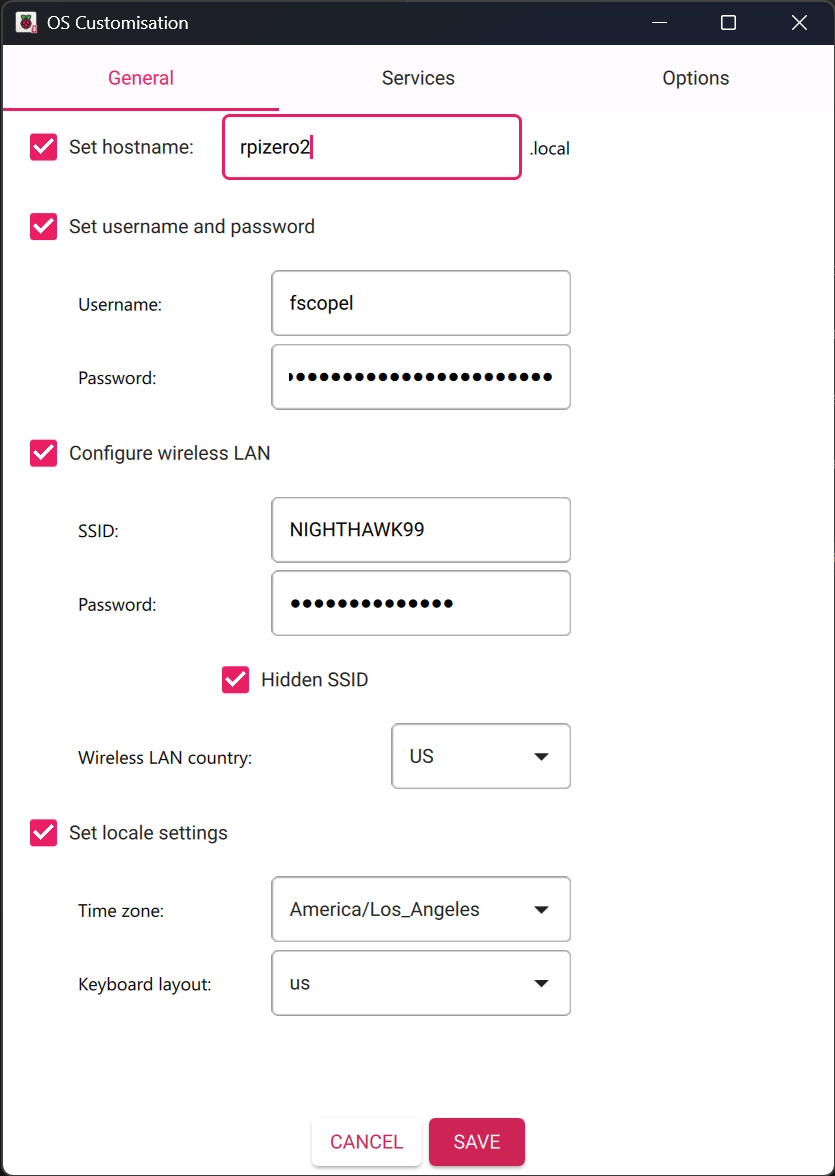 OS Customisation
General Services Options
Set hostname: rpizero2 .local
Set username and password
Username: fscopel
Password: ••••••••••••••••••••••
Configure wireless LAN
SSID: NIGHTHAWK99
Password: ••••••••••••••
Hidden SSID
Wireless LAN country: US
Set locale settings
Time zone: America/Los_Angeles
Keyboard layout: us
CANCEL SAVE